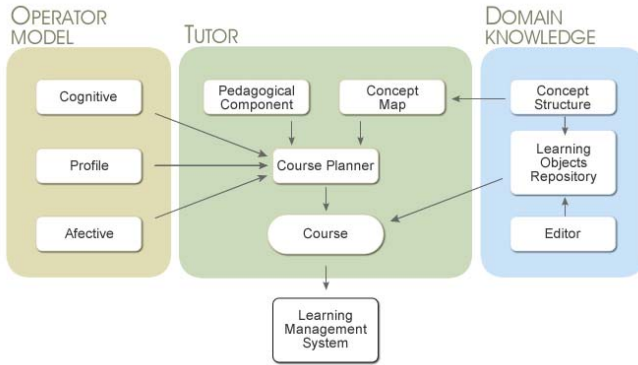 OPERATOR
MODEL
TUTOR
DOMAIN
KNOWLEDGE
Cognitive
Profile
Afective
Pedagogical
Component
Concept
Map
Course Planner
Course
Learning
Management
System
Concept
Structure
Learning
Objects
Repository
Editor